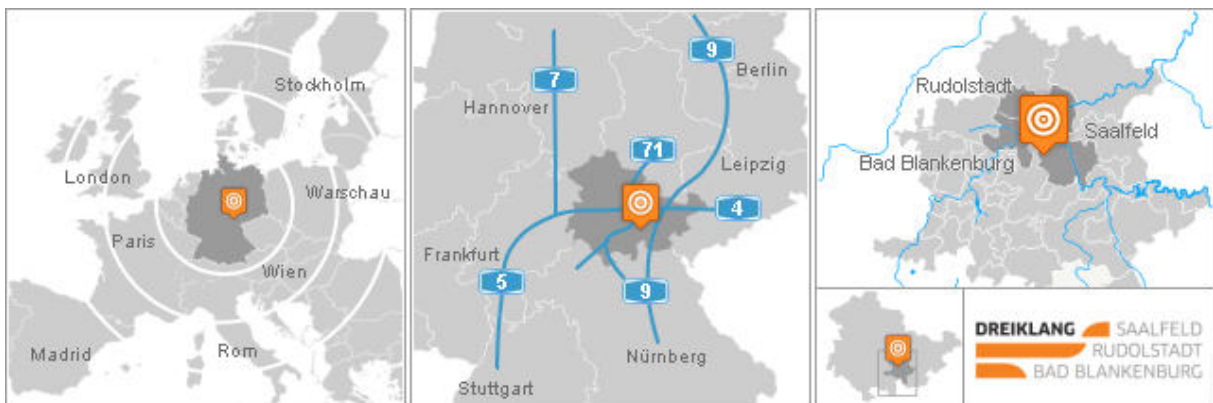 Stockholm
London
Warschau
Paris
Wien
Madrid
Rom
9
7
Berlin
Hannover
71
Leipzig
4
Frankfurt
5
9
Nürnberg
Stuttgart
Rudolstadt
Saalfeld
Bad Blankenburg
DREIKLANG SAALFELD
RUDOLSTADT
BAD BLANKENBURG